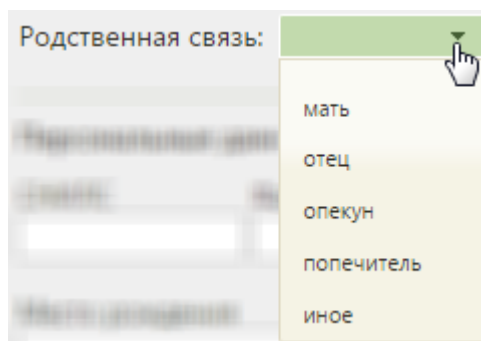 Родственная связь:
мать
отец
опекун
попечитель
иное